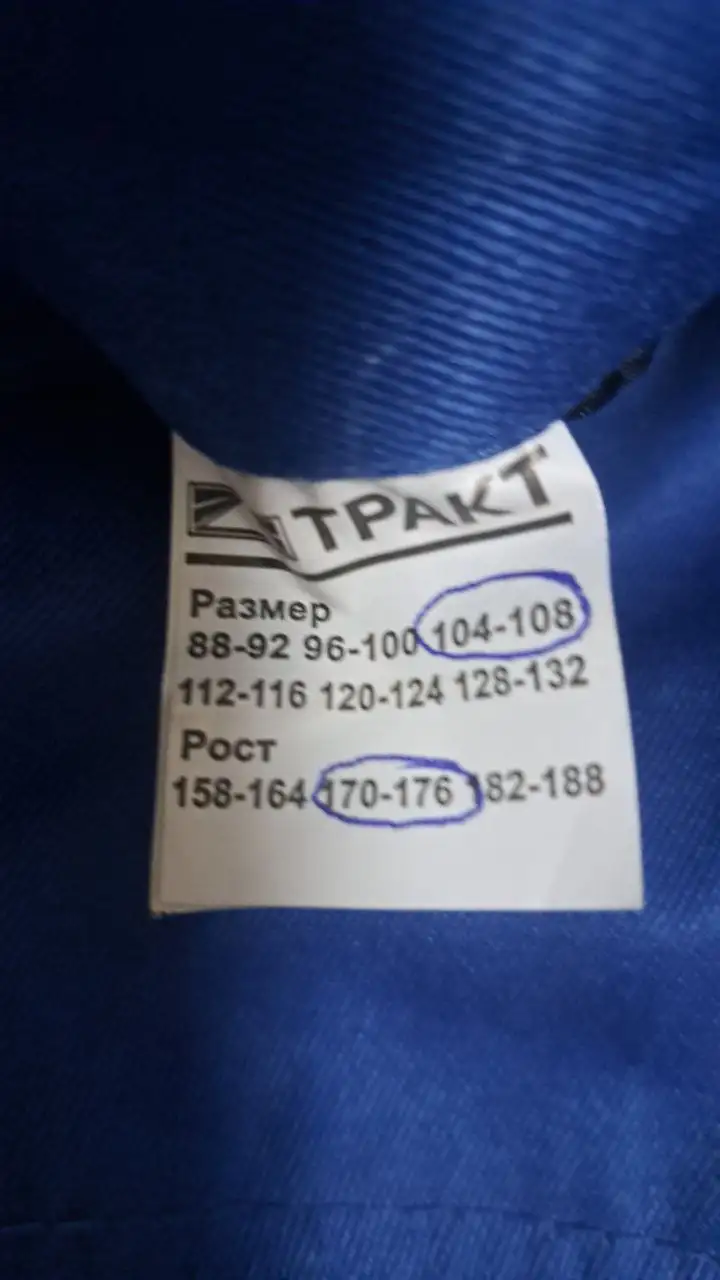 ТРАКТ
Размер
88-92 96-100 104-108
112-116 120-124 128-132
Рост
158-164 170-176 182-188